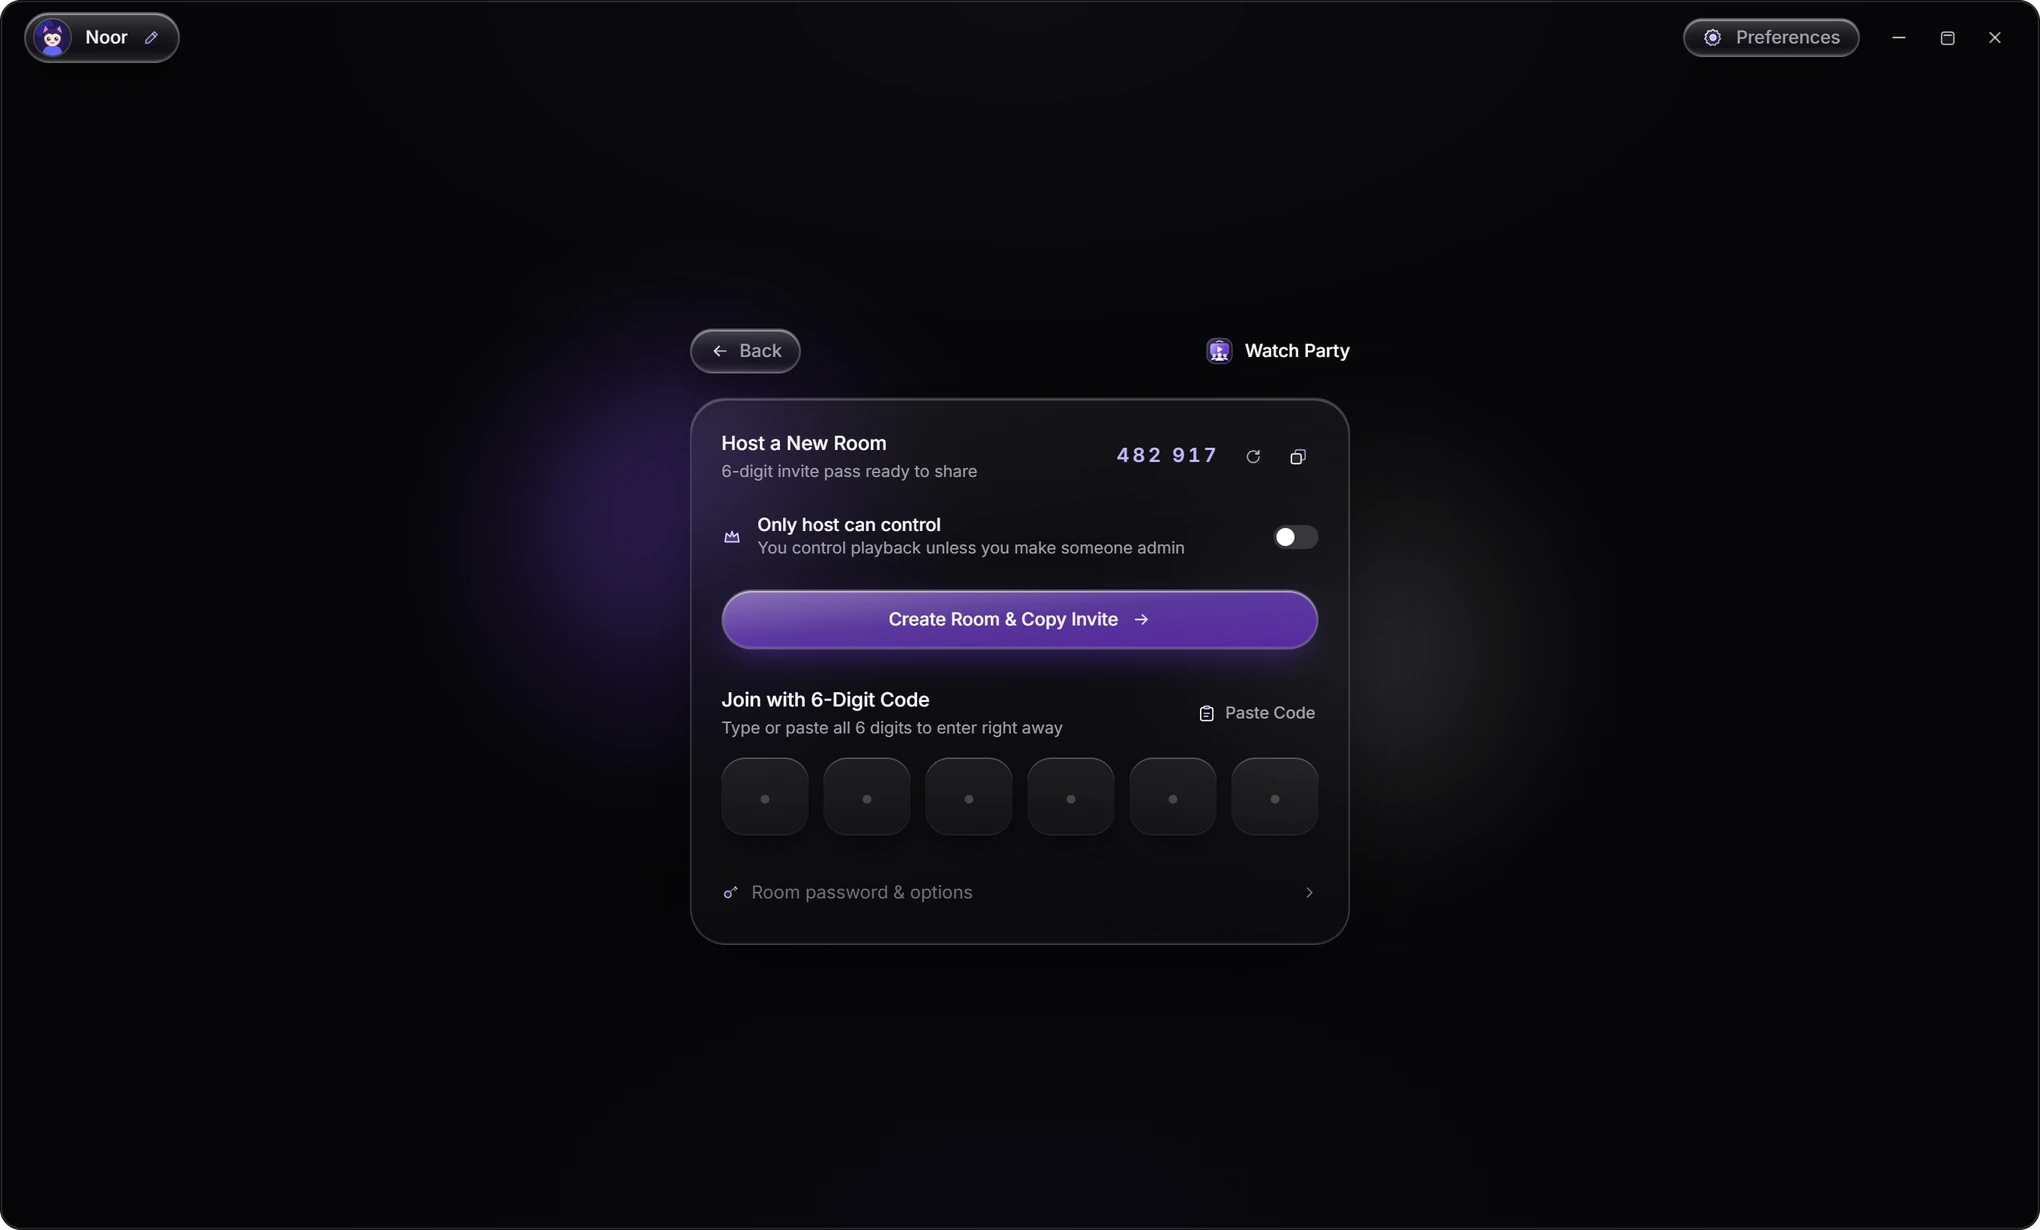 Noor
Preferences
Back
Watch Party
Host a New Room
6-digit invite pass ready to share
482 917
Only host can control
You control playback unless you make someone admin
Create Room & Copy Invite
Join with 6-Digit Code
Type or paste all 6 digits to enter right away
Paste Code
Room password & options